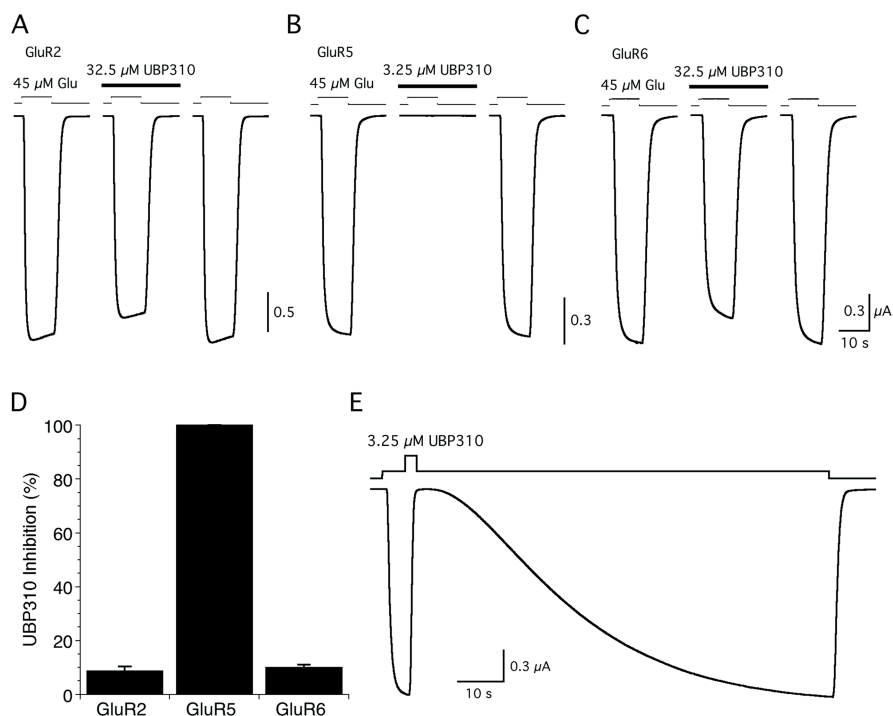 A
GluR2
45 µM Glu
32.5 µM UBP310
0.5
B
GluR5
45 µM Glu
3.25 µM UBP310
0.3
C
GluR6
45 µM Glu
32.5 µM UBP310
0.3 µA
10 s
D
UBP310 Inhibition (%)
100
80
60
40
20
0
GluR2 GluR5 GluR6
E
3.25 µM UBP310
0.3 µA
10 s